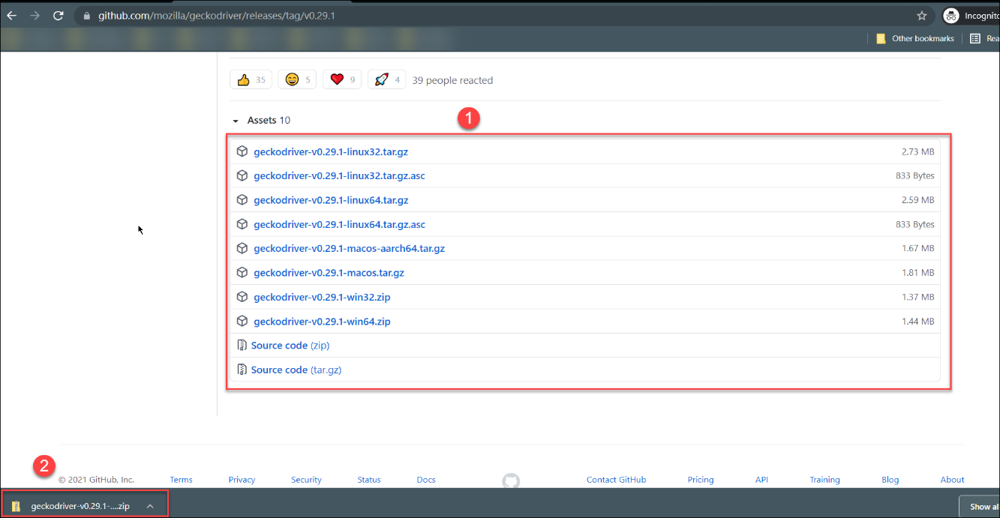 github.com/mozilla/geckodriver/releases/tag/v0.29.1
Incognito
Other bookmarks
Rea
35 5 9 4 39 people reacted
Assets 10
1
geckodriver-v0.29.1-linux32.tar.gz 2.73 MB
geckodriver-v0.29.1-linux32.tar.gz.asc 833 Bytes
geckodriver-v0.29.1-linux64.tar.gz 2.59 MB
geckodriver-v0.29.1-linux64.tar.gz.asc 833 Bytes
geckodriver-v0.29.1-macos-aarch64.tar.gz 1.67 MB
geckodriver-v0.29.1-macos.tar.gz 1.81 MB
geckodriver-v0.29.1-win32.zip 1.37 MB
geckodriver-v0.29.1-win64.zip 1.44 MB
Source code (zip)
Source code (tar.gz)
2
© 2021 GitHub, Inc. Terms Privacy Security Status Docs Contact GitHub Pricing API Training Blog About
geckodriver-v0.29.1-....zip
Show al